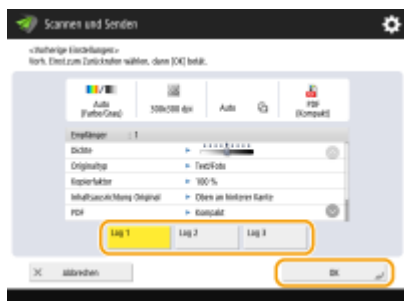 Scannen und Senden
<Vorherige Einstellungen>
Vorh. Einst.zum Zurückrufen wählen, dann [OK] betät.
Auto
(Farbe/Grau)
300x300 dpi
Auto
PDF
(Kompakt)
Empfänger : 1
Dichte
Originaltyp ► Text/Foto
Kopierfaktor ► 100 %
Inhaltsausrichtung Original ► Oben an hinterer Kante
PDF ► Kompakt
Log 1
Log 2
Log 3
Abbrechen
OK